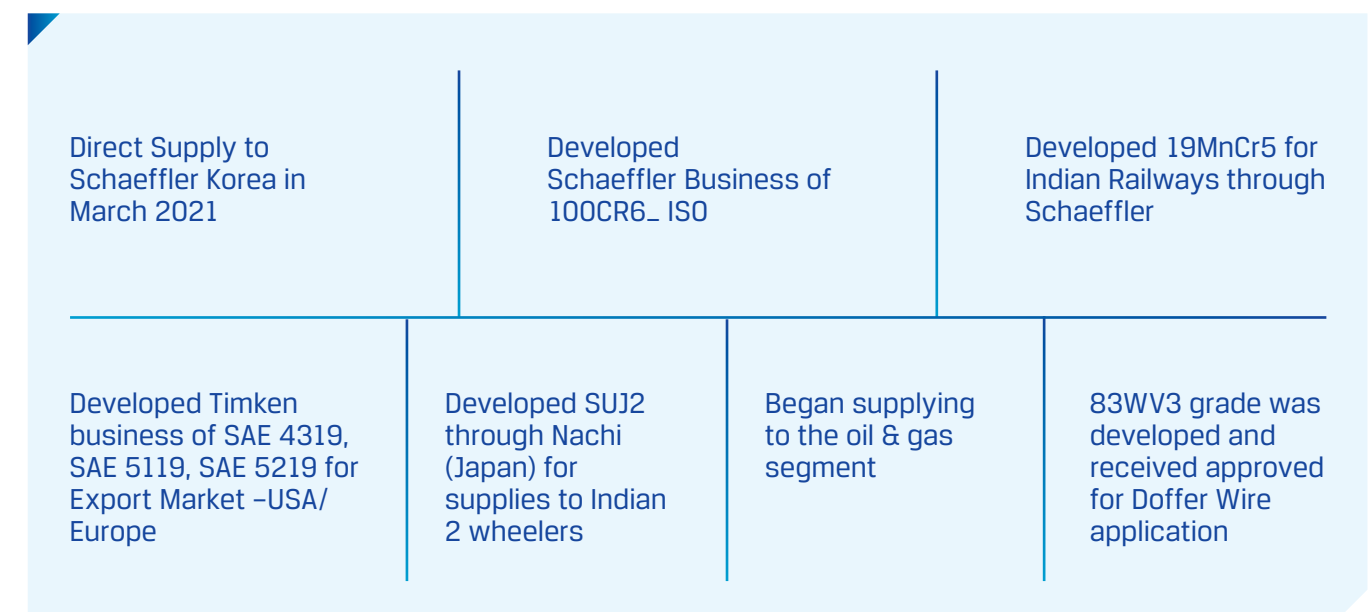 Direct Supply to
Schaeffler Korea in
March 2021
Developed
Schaeffler Business of
100CR6_ ISO
Developed 19MnCr5 for
Indian Railways through
Schaeffler
Developed Timken
business of SAE 4319,
SAE 5119, SAE 5219 for
Export Market –USA/
Europe
Developed SUJ2
through Nachi
(Japan) for
supplies to Indian
2 wheelers
Began supplying
to the oil & gas
segment
83WV3 grade was
developed and
received approved
for Doffer Wire
application